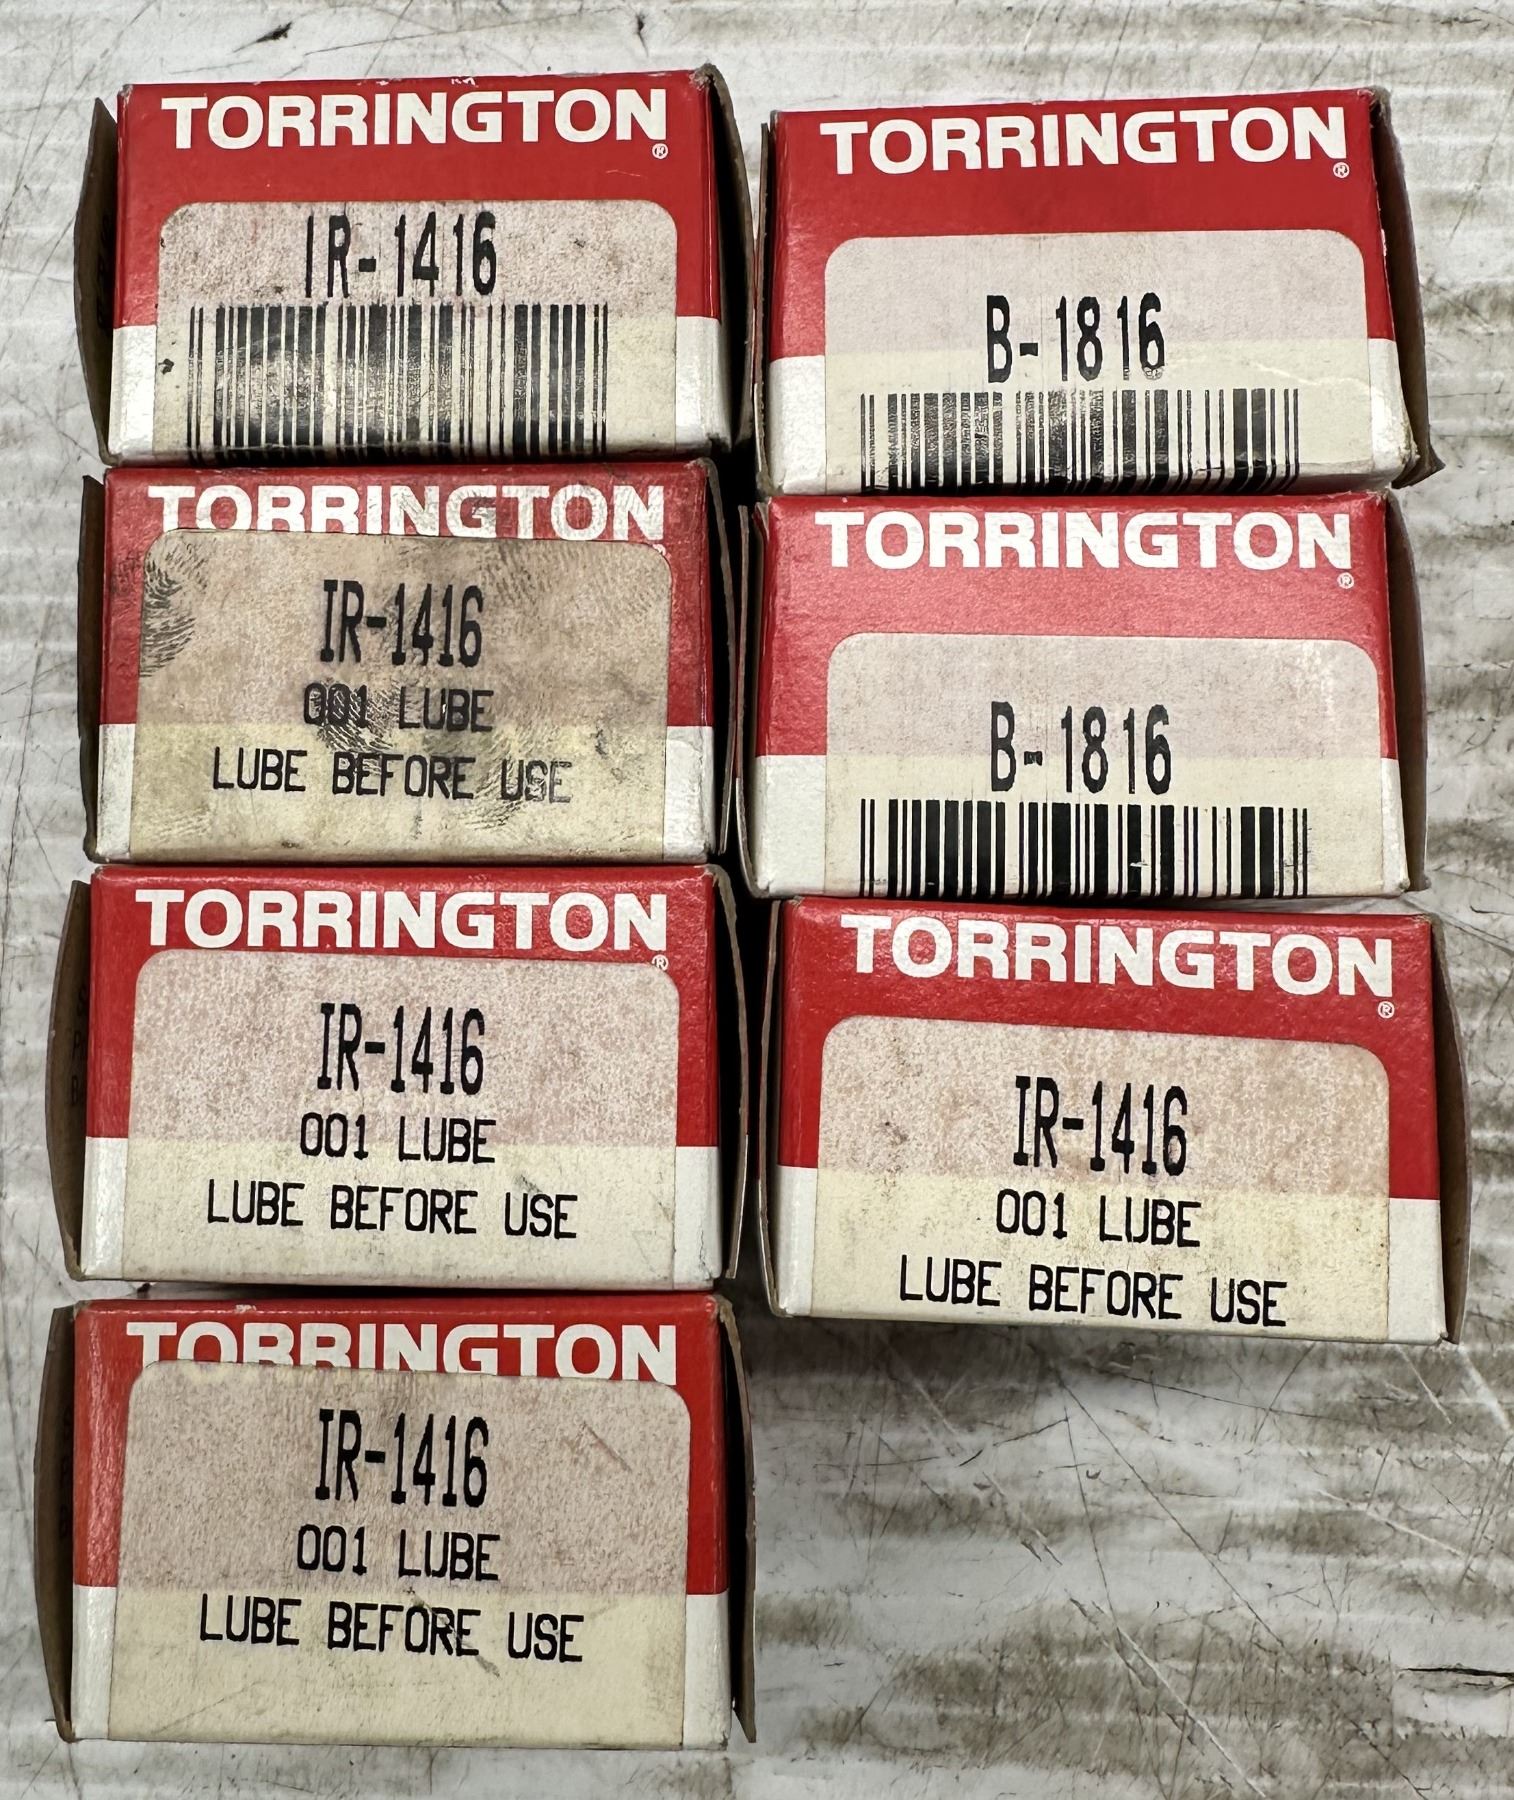 TORRINGTON®
IR-1416
TORRINGTON
IR-1416
001 LUBE
LUBE BEFORE USE
TORRINGTON®
IR-1416
001 LUBE
LUBE BEFORE USE
TORRINGTON
IR-1416
001 LUBE
LUBE BEFORE USE
TORRINGTON®
B-1816
TORRINGTON®
B-1816
TORRINGTON®
IR-1416
001 LUBE
LUBE BEFORE USE